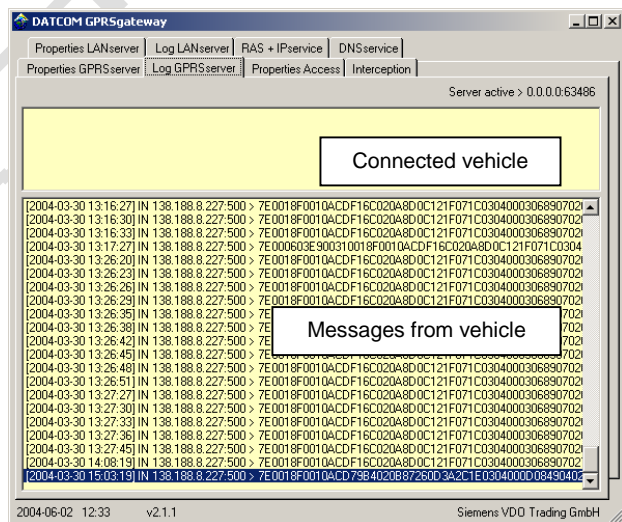 DATCOM GPRSgateway
Properties LANserver Log LANserver RAS + IPservice DNSservice
Properties GPRSserver Log GPRSserver Properties Access Interception
Server active > 0.0.0.0:63486
Connected vehicle
[2004-03-30 13:16:27] IN 138.188.8.227:500 > 7E0018F0010ACDF16C020A8D0C121F071C0304000306890702
[2004-03-30 13:16:30] IN 138.188.8.227:500 > 7E0018F0010ACDF16C020A8D0C121F071C0304000306890702
[2004-03-30 13:16:33] IN 138.188.8.227:500 > 7E0018F0010ACDF16C020A8D0C121F071C0304000306890702
[2004-03-30 13:17:27] IN 138.188.8.227:500 > 7E000603E900310018F0010ACDF16C020A8D0C121F071C0304
[2004-03-30 13:26:20] IN 138.188.8.227:500 > 7E0018F0010ACDF16C020A8D0C121F071C0304000306890702
[2004-03-30 13:26:23] IN 138.188.8.227:500 > 7E0018F0010ACDF16C020A8D0C121F071C0304000306890702
[2004-03-30 13:26:26] IN 138.188.8.227:500 > 7E0018F0010ACDF16C020A8D0C121F071C0304000306890702
[2004-03-30 13:26:29] IN 138.188.8.227:500 > 7E0018F0010ACDF16C020A8D0C121F071C0304000306890702
[2004-03-30 13:26:35] IN 138.188.8.227:500 > 7E
[2004-03-30 13:26:38] IN 138.188.8.227:500 > 7E
[2004-03-30 13:26:42] IN 138.188.8.227:500 > 7E
Messages from vehicle
[2004-03-30 13:26:45] IN 138.188.8.227:500 > 7E0018F0010ACDF16C020A8D0C121F071C0304000306890702
[2004-03-30 13:26:48] IN 138.188.8.227:500 > 7E0018F0010ACDF16C020A8D0C121F071C0304000306890702
[2004-03-30 13:26:51] IN 138.188.8.227:500 > 7E0018F0010ACDF16C020A8D0C121F071C0304000306890702
[2004-03-30 13:27:27] IN 138.188.8.227:500 > 7E0018F0010ACDF16C020A8D0C121F071C0304000306890702
[2004-03-30 13:27:30] IN 138.188.8.227:500 > 7E0018F0010ACDF16C020A8D0C121F071C0304000306890702
[2004-03-30 13:27:33] IN 138.188.8.227:500 > 7E0018F0010ACDF16C020A8D0C121F071C0304000306890702
[2004-03-30 13:27:36] IN 138.188.8.227:500 > 7E0018F0010ACDF16C020A8D0C121F071C0304000306890702
[2004-03-30 13:27:45] IN 138.188.8.227:500 > 7E0018F0010ACDF16C020A8D0C121F071C0304000306890702
[2004-03-30 14:08:19] IN 138.188.8.227:500 > 7E0018F0010ACDF16C020A8D0C121F071C0304000306890702
[2004-03-30 15:03:19] IN 138.188.8.227:500 > 7E0018F0010ACD79B4020B87260D3A2C1E0304000D08490402
2004-06-02 12:33 v2.1.1 Siemens VDO Trading GmbH